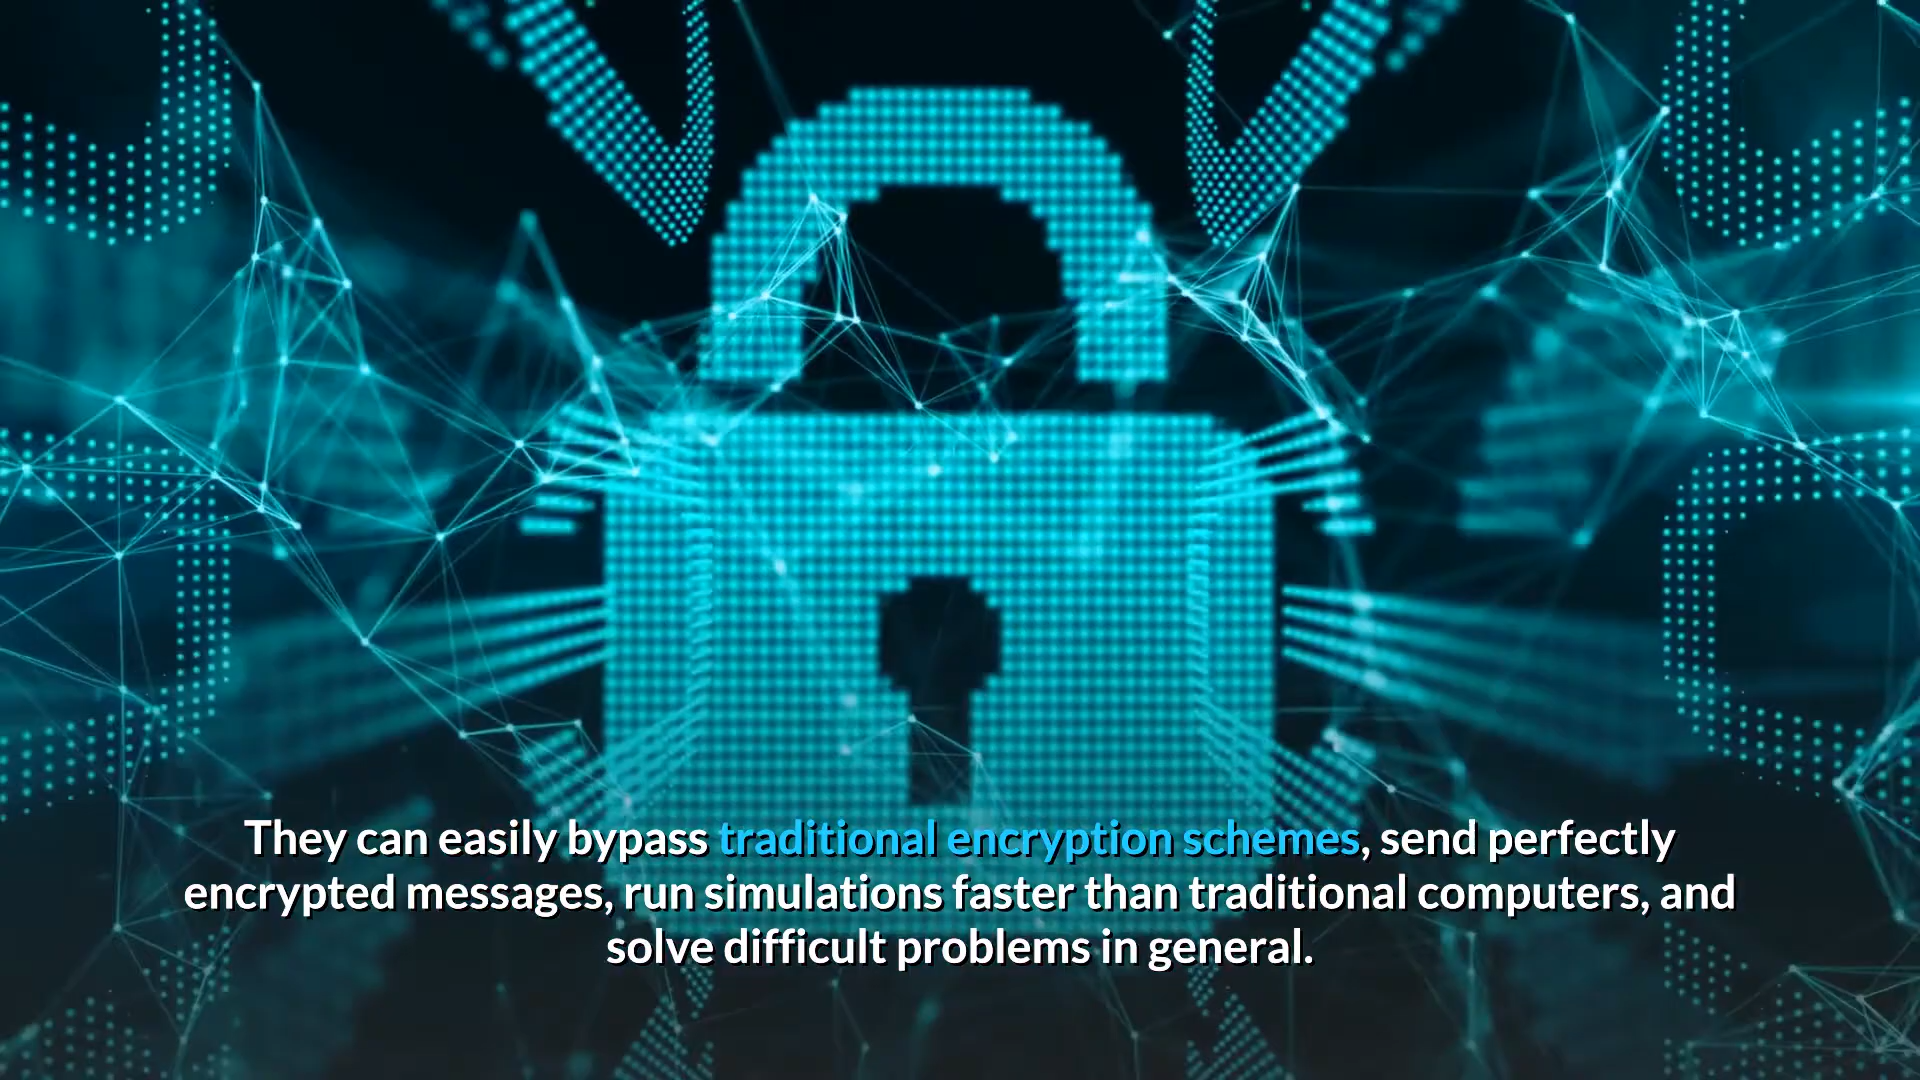 They can easily bypass traditional encryption schemes, send perfectly
encrypted messages, run simulations faster than traditional computers, and
solve difficult problems in general.